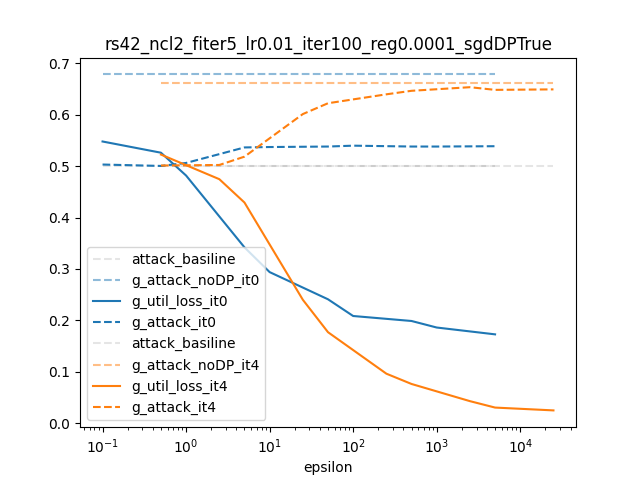 rs42_ncl2_fiter5_lr0.01_iter100_reg0.0001_sgdDPTrue
0.7
0.6
0.5
0.4
0.3
0.2
0.1
0.0
attack_basiline
g_attack_noDP_it0
g_util_loss_it0
g_attack_it0
attack_basiline
g_attack_noDP_it4
g_util_loss_it4
g_attack_it4
10⁻¹ 10⁰ 10¹ 10² 10³ 10⁴
epsilon